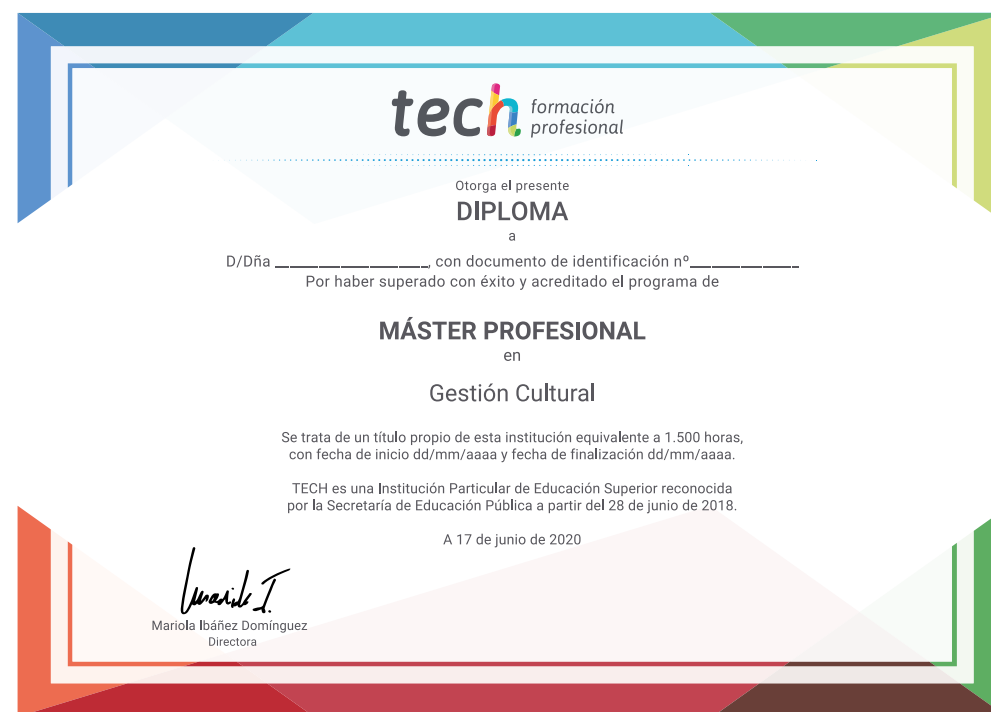 tech formación
profesional
Otorga el presente
DIPLOMA
a
D/Dña _____________________, con documento de identificación nº_______________
Por haber superado con éxito y acreditado el programa de
MÁSTER PROFESIONAL
en
Gestión Cultural
Se trata de un título propio de esta institución equivalente a 1.500 horas,
con fecha de inicio dd/mm/aaaa y fecha de finalización dd/mm/aaaa.
TECH es una Institución Particular de Educación Superior reconocida
por la Secretaría de Educación Pública a partir del 28 de junio de 2018.
A 17 de junio de 2020
Mariola Ibáñez Domínguez
Directora